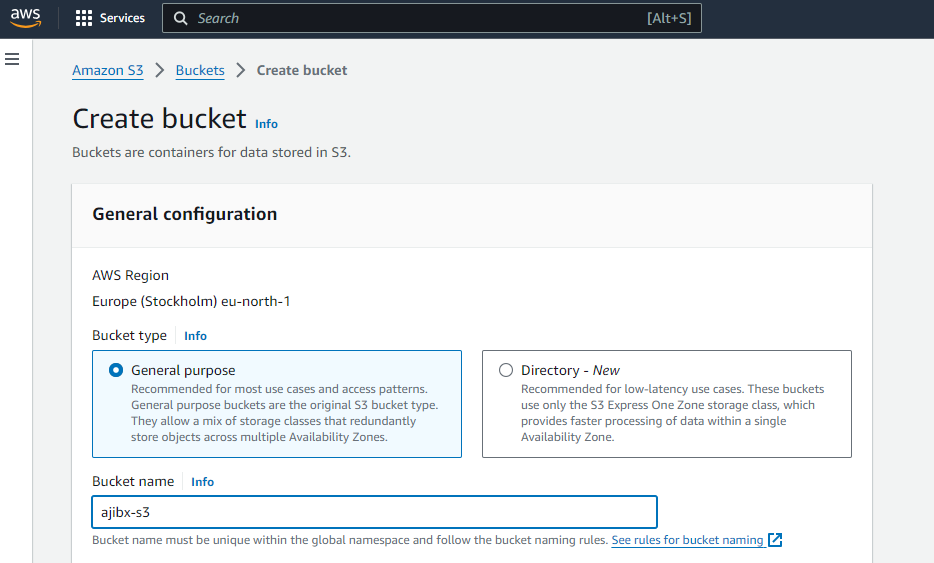 aws Services Search [Alt+S]
Amazon S3 > Buckets > Create bucket
Create bucket Info
Buckets are containers for data stored in S3.
General configuration
AWS Region
Europe (Stockholm) eu-north-1
Bucket type Info
General purpose
Recommended for most use cases and access patterns.
General purpose buckets are the original S3 bucket type.
They allow a mix of storage classes that redundantly
store objects across multiple Availability Zones.
Directory - New
Recommended for low-latency use cases. These buckets
use only the S3 Express One Zone storage class, which
provides faster processing of data within a single
Availability Zone.
Bucket name Info
ajibx-s3
Bucket name must be unique within the global namespace and follow the bucket naming rules. See rules for bucket naming